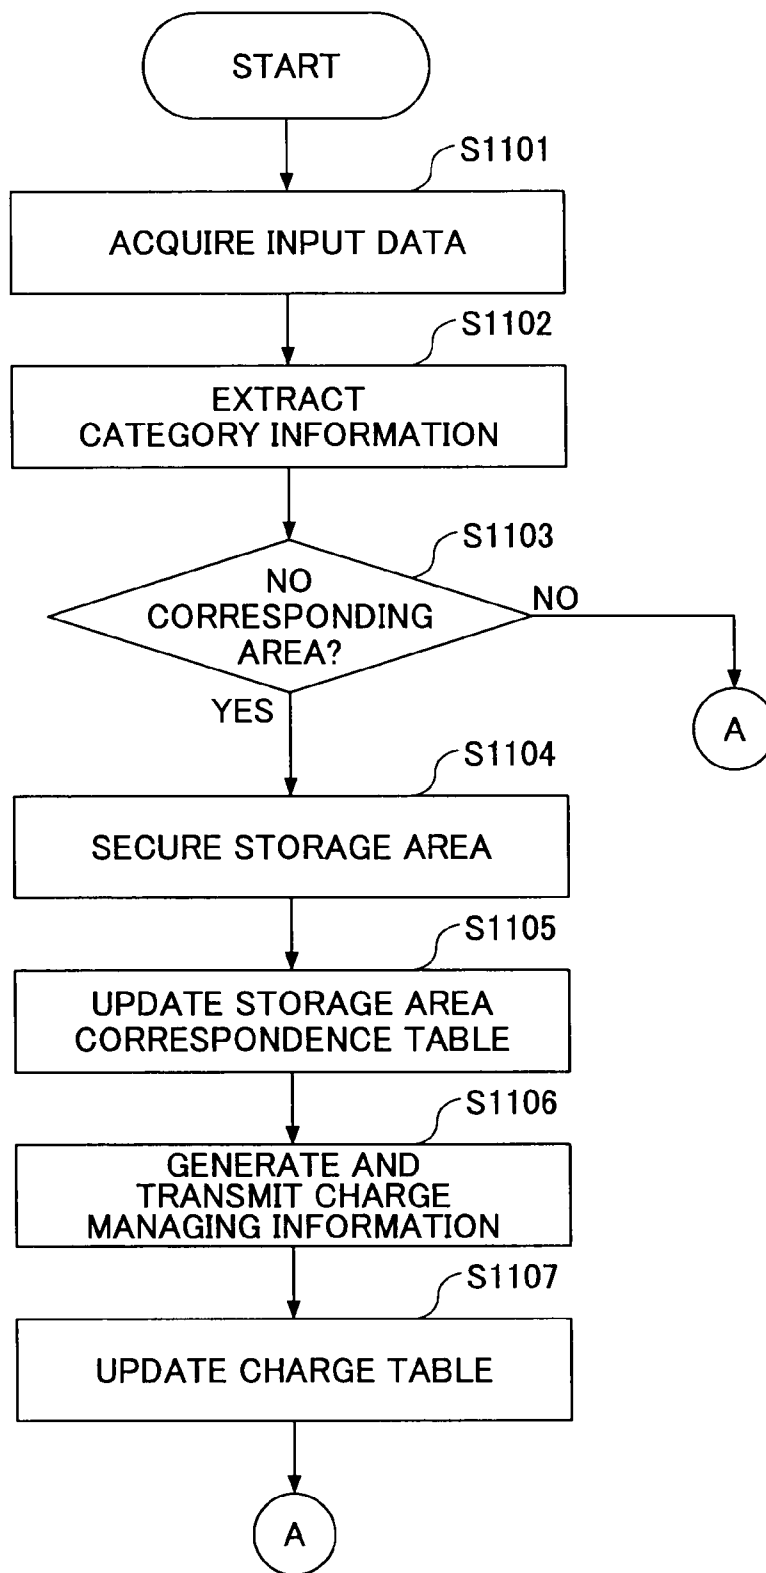 START
S1101
ACQUIRE INPUT DATA
S1102
EXTRACT
CATEGORY INFORMATION
S1103
NO
CORRESPONDING
AREA?
NO
YES
A
S1104
SECURE STORAGE AREA
S1105
UPDATE STORAGE AREA
CORRESPONDENCE TABLE
S1106
GENERATE AND
TRANSMIT CHARGE
MANAGING INFORMATION
S1107
UPDATE CHARGE TABLE
A